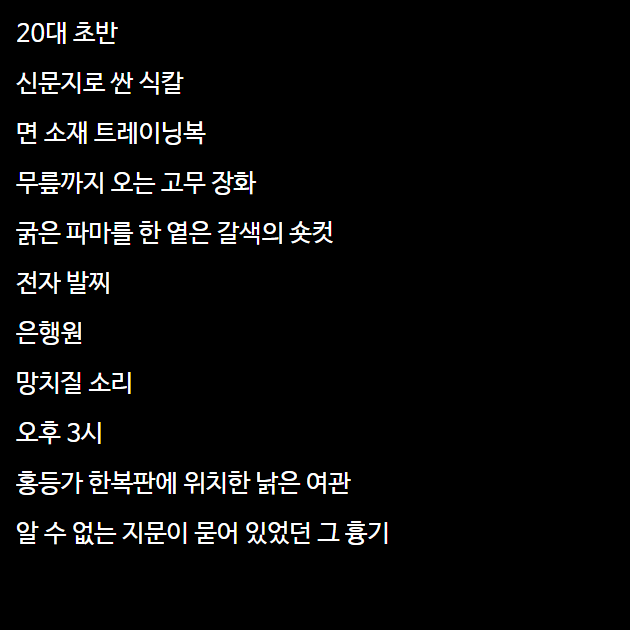 20대 초반
신문지로 싼 식칼
면 소재 트레이닝복
무릎까지 오는 고무 장화
굵은 파마를 한 옅은 갈색의 숏컷
전자 발찌
은행원
망치질 소리
오후 3시
홍등가 한복판에 위치한 낡은 여관
알 수 없는 지문이 묻어 있었던 그 흉기